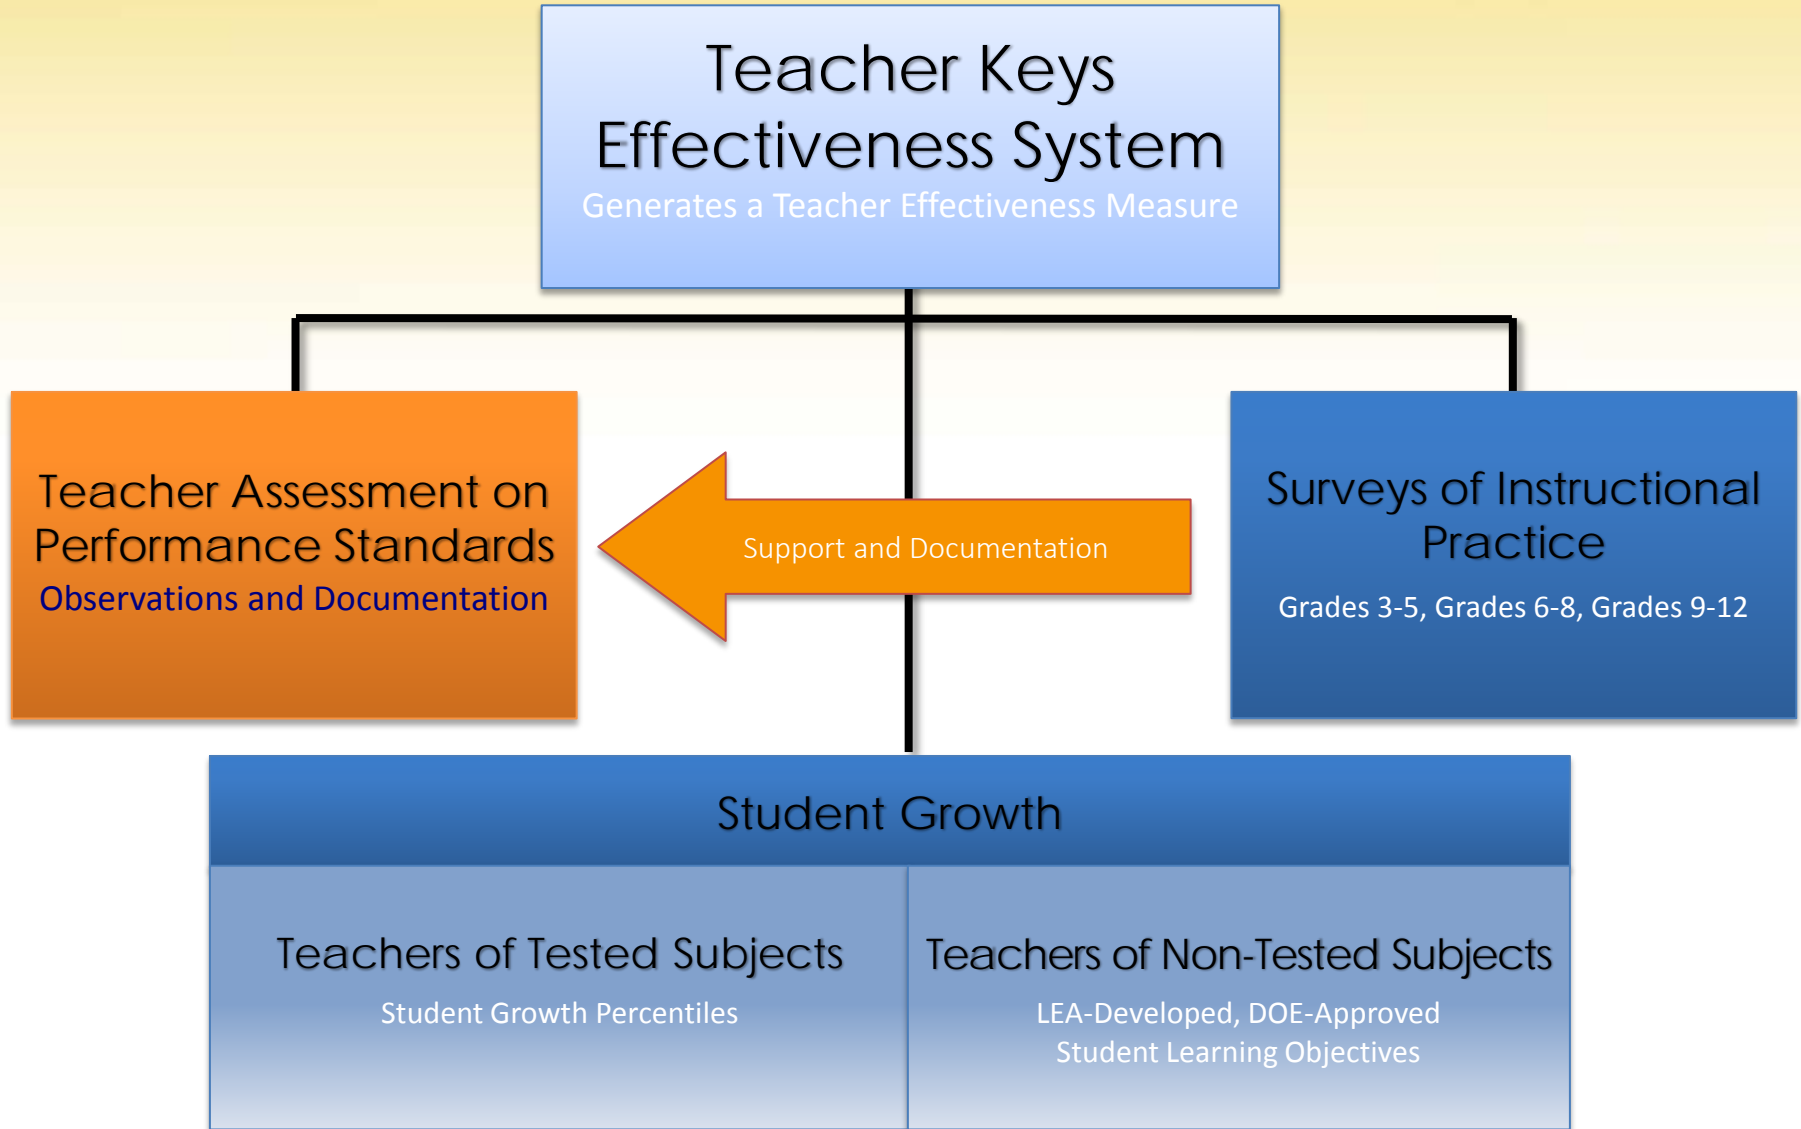 Teacher Keys
Effectiveness System
Generates a Teacher Effectiveness Measure
Teacher Assessment on
Performance Standards
Observations and Documentation
Support and Documentation
Surveys of Instructional
Practice
Grades 3-5, Grades 6-8, Grades 9-12
Student Growth
Teachers of Tested Subjects
Student Growth Percentiles
Teachers of Non-Tested Subjects
LEA-Developed, DOE-Approved
Student Learning Objectives